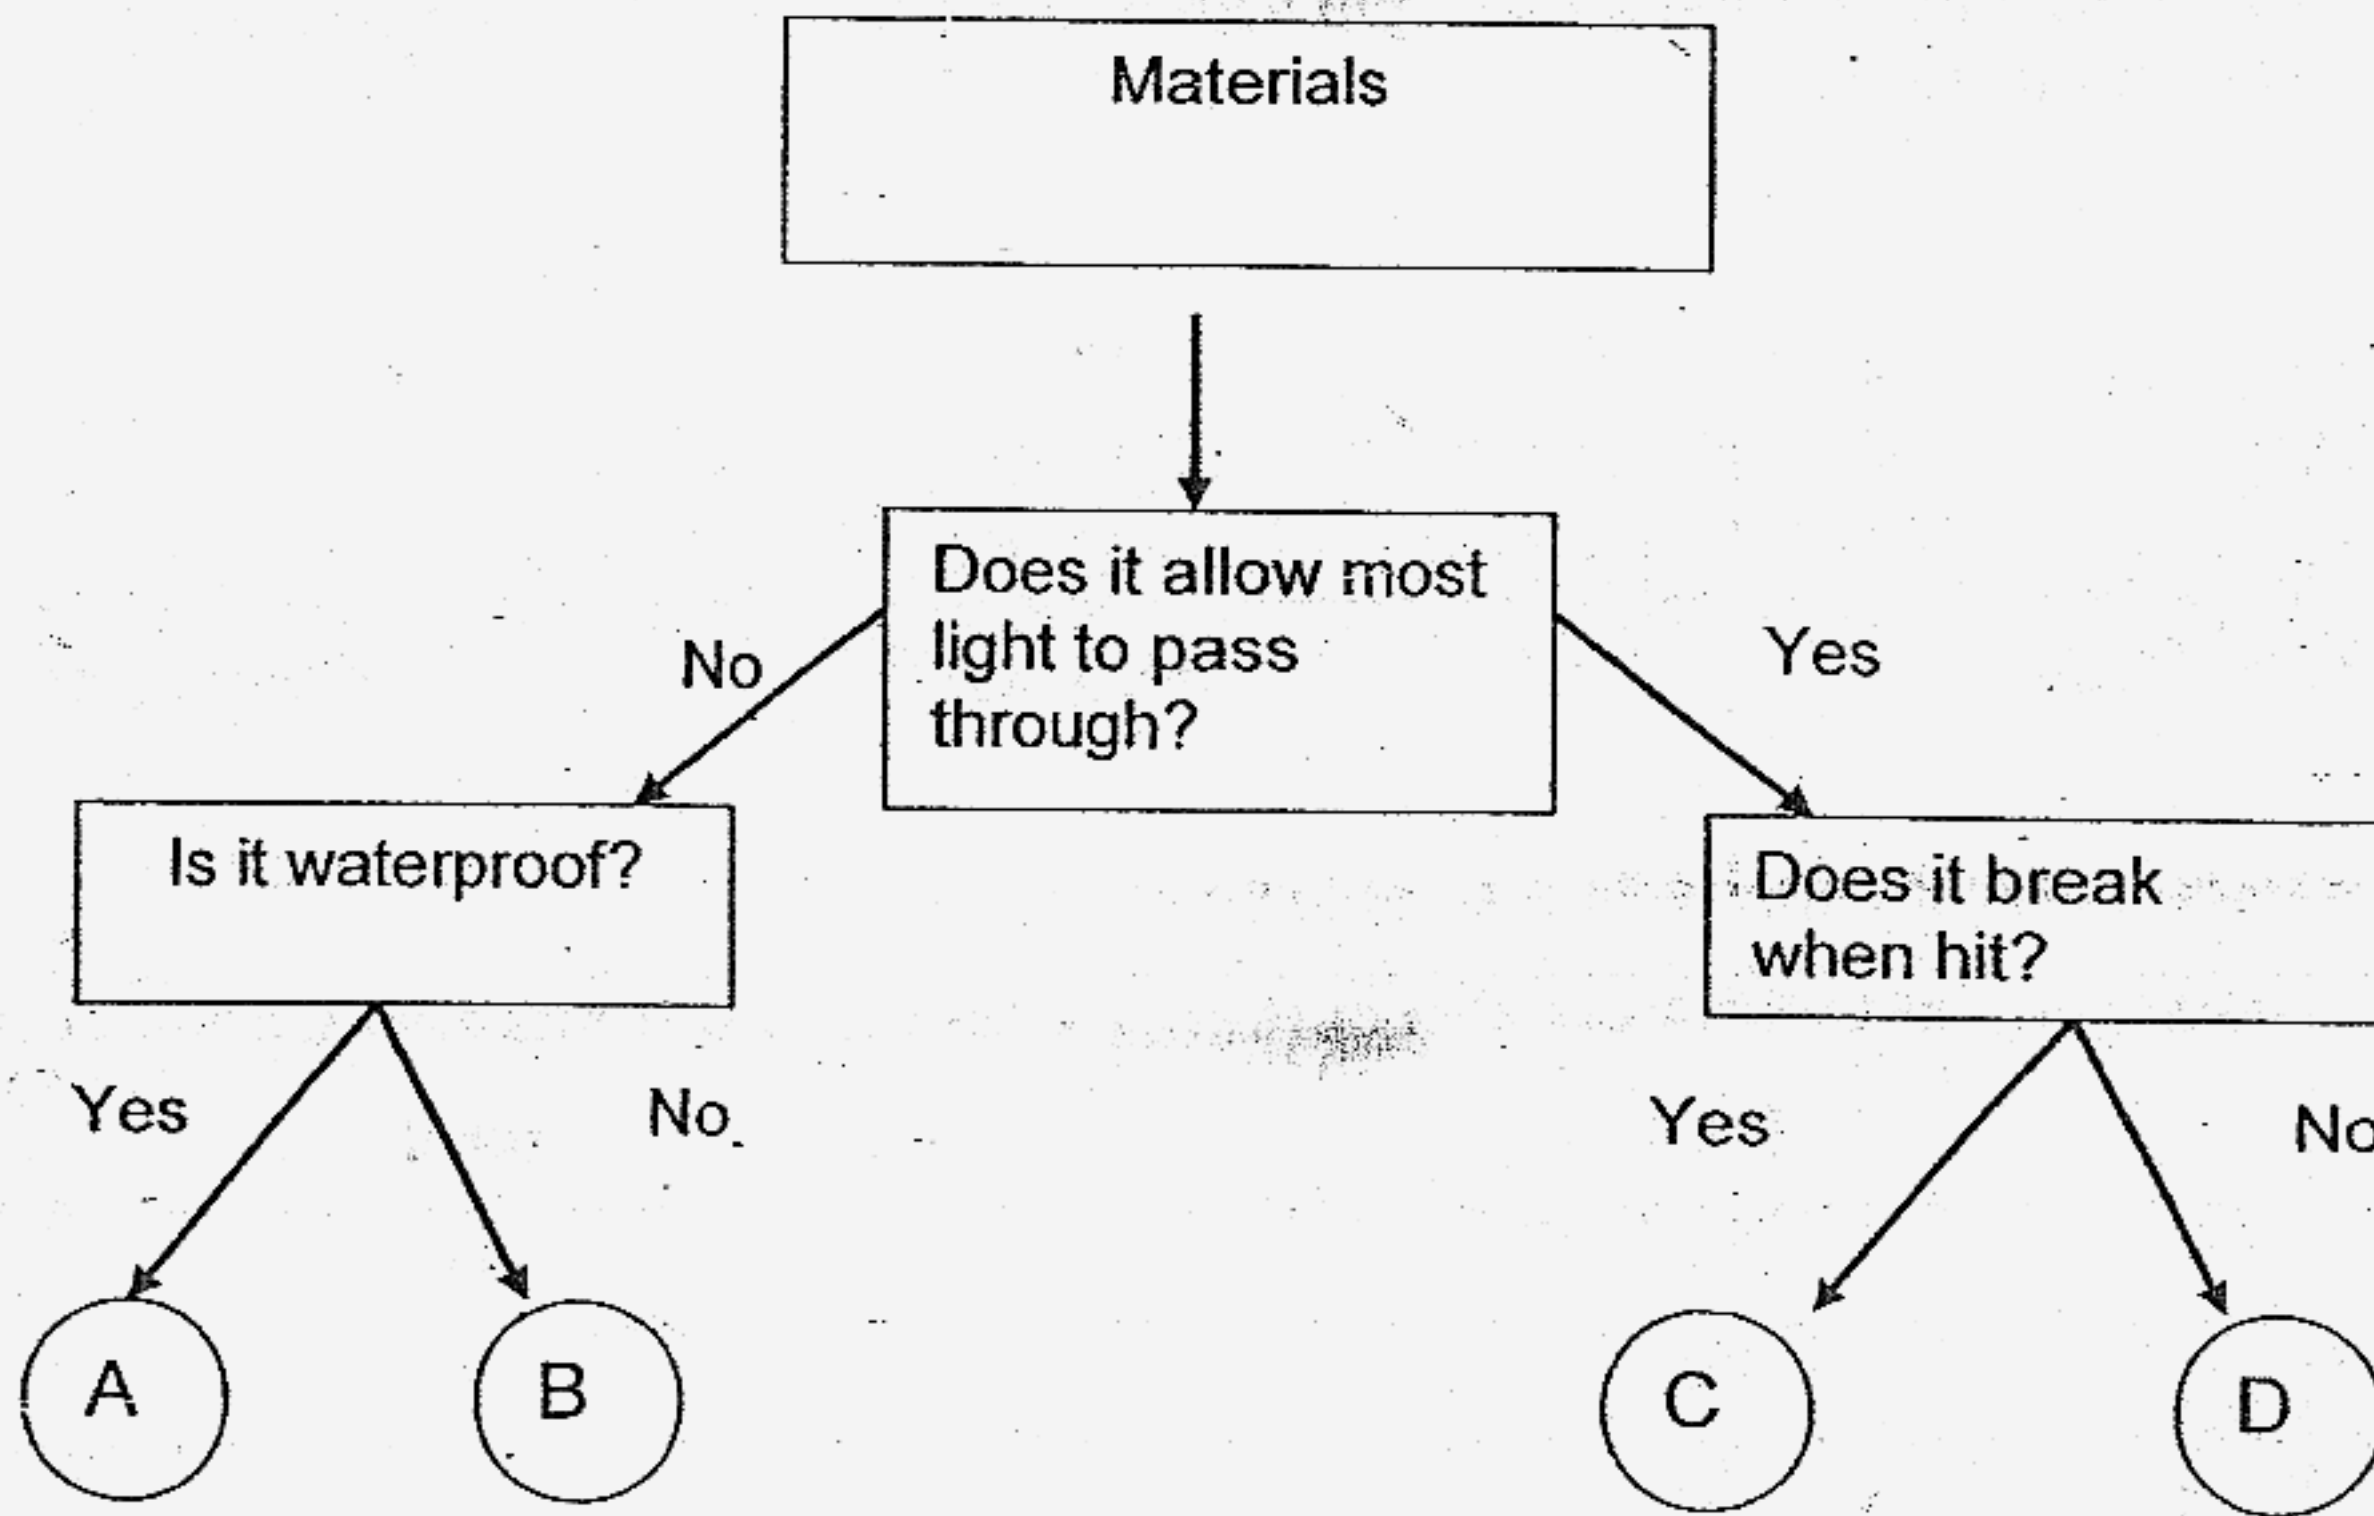 Materials
Does it allow most
light to pass
through?
No
Yes
Is it waterproof?
Does it break
when hit?
Yes
No
Yes
No
A
B
C
D